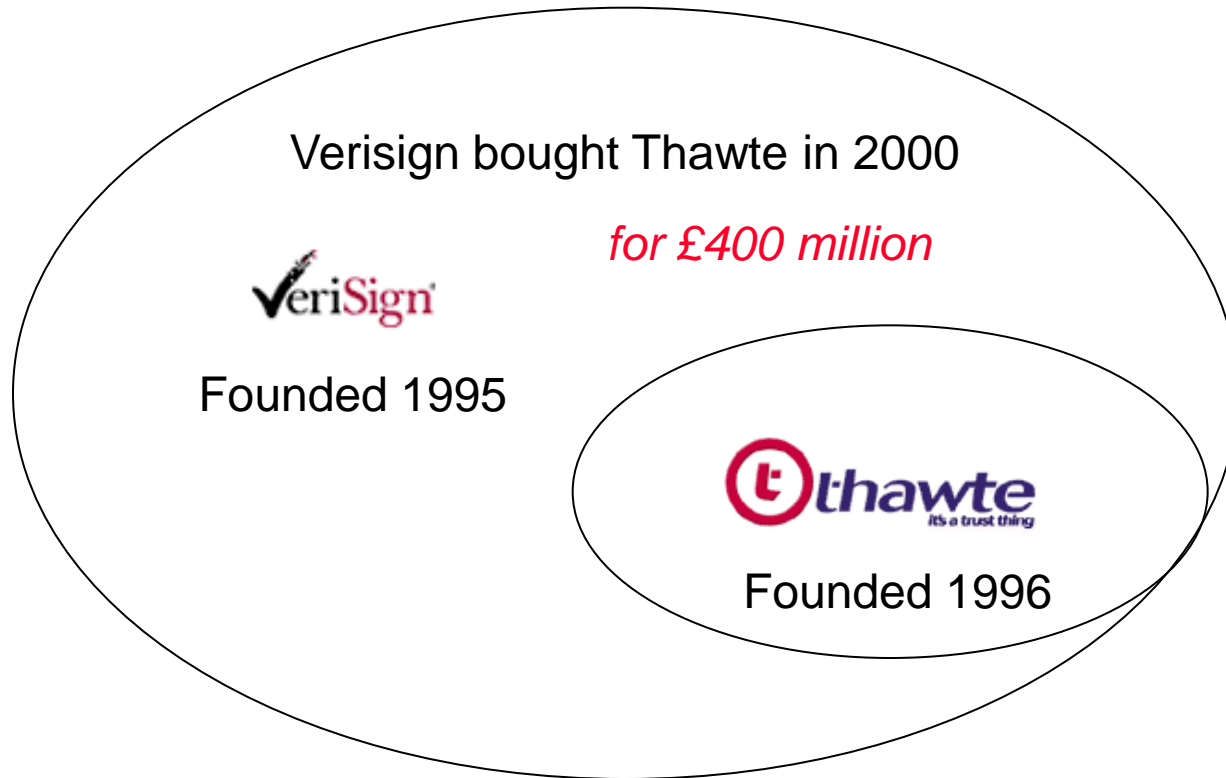 Verisign bought Thawte in 2000
for £400 million
VeriSign
Founded 1995
t thawte
it's a trust thing
Founded 1996